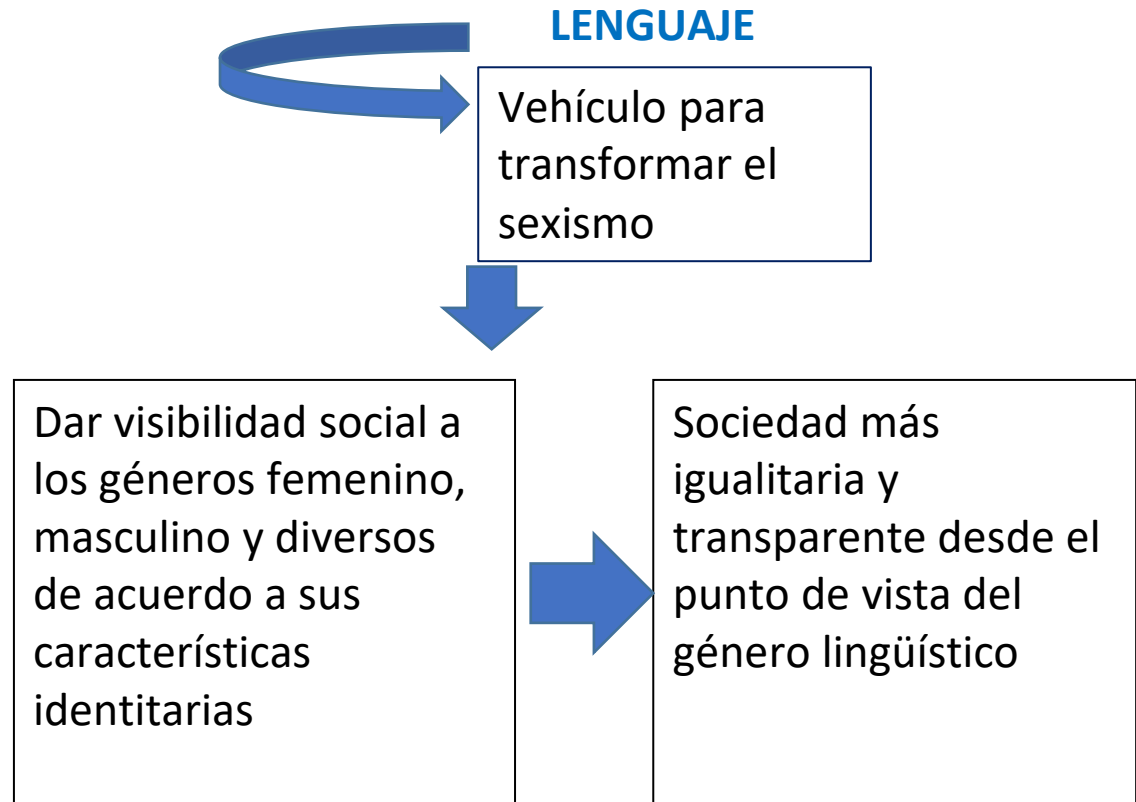 LENGUAJE
Vehículo para
transformar el
sexismo
Dar visibilidad social a
los géneros femenino,
masculino y diversos
de acuerdo a sus
características
identitarias
Sociedad más
igualitaria y
transparente desde el
punto de vista del
género lingüístico